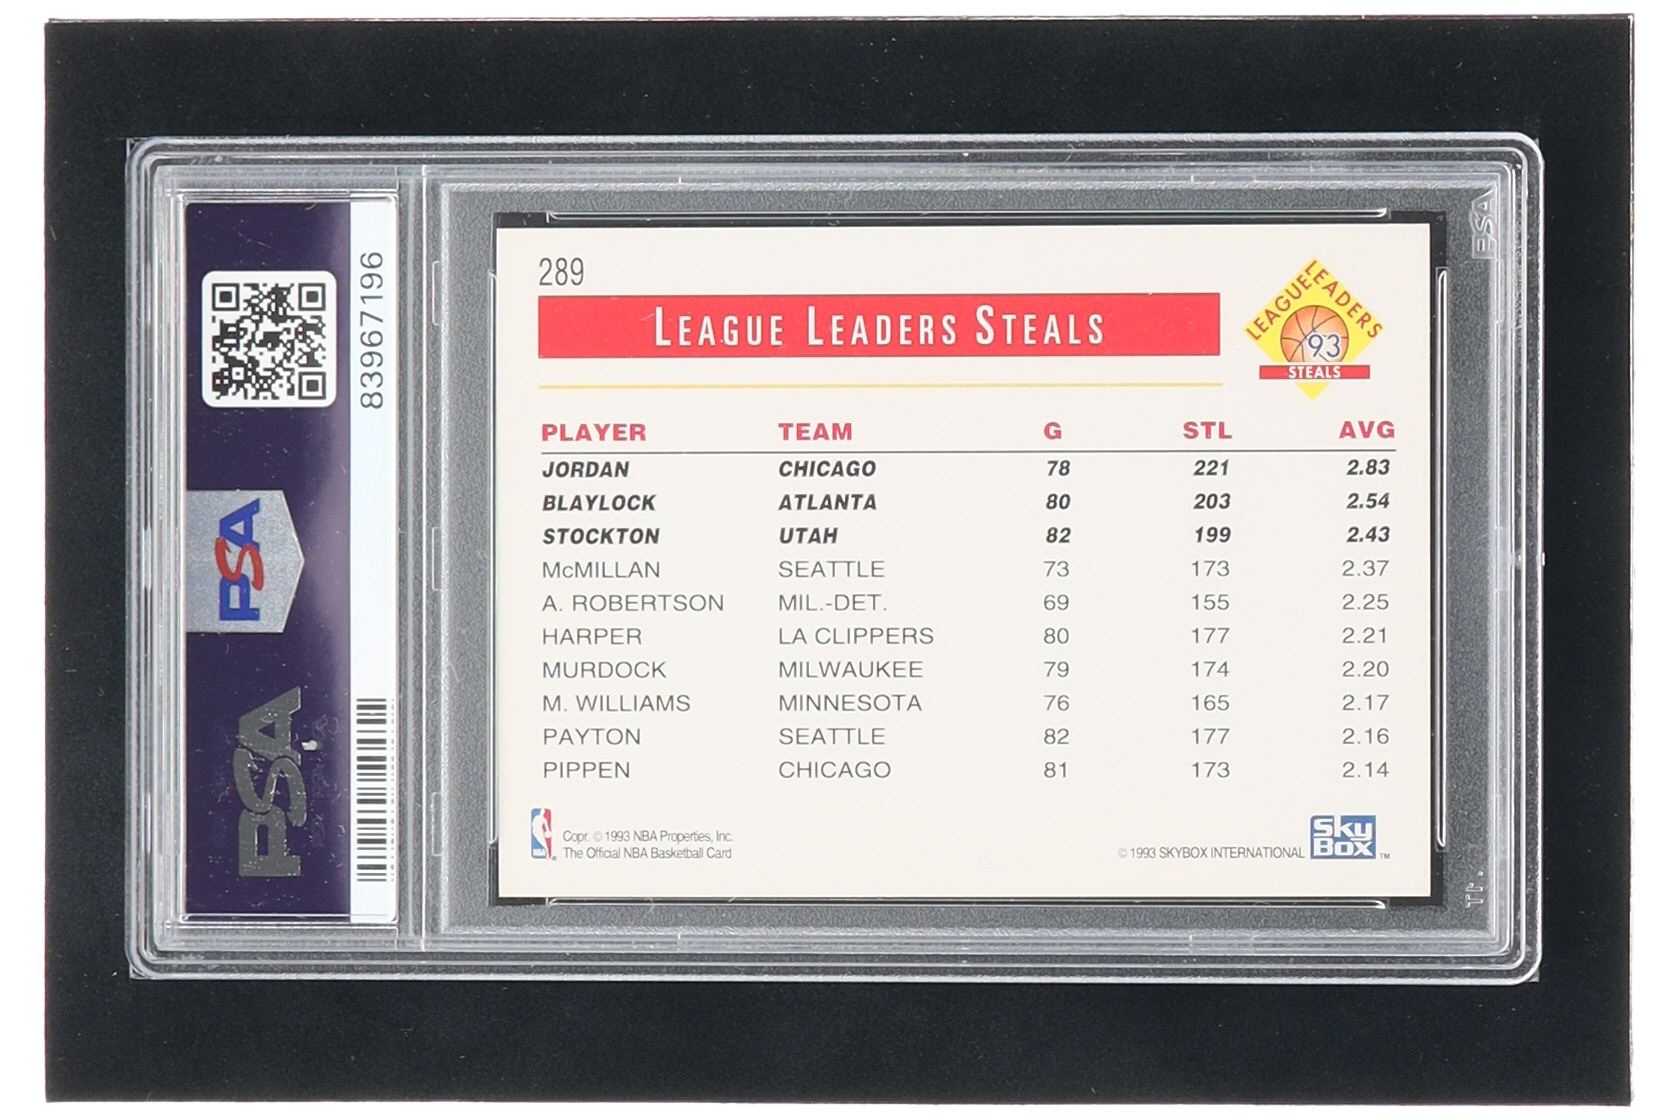 83967196
PSA
PSA
PSA
289
LEAGUE LEADERS STEALS
LEAGUE LEADERS
93
STEALS
PLAYER TEAM G STL AVG
JORDAN CHICAGO 78 221 2.83
BLAYLOCK ATLANTA 80 203 2.54
STOCKTON UTAH 82 199 2.43
McMILLAN SEATTLE 73 173 2.37
A. ROBERTSON MIL.-DET. 69 155 2.25
HARPER LA CLIPPERS 80 177 2.21
MURDOCK MILWAUKEE 79 174 2.20
M. WILLIAMS MINNESOTA 76 165 2.17
PAYTON SEATTLE 82 177 2.16
PIPPEN CHICAGO 81 173 2.14
Copr. © 1993 NBA Properties, Inc.
The Official NBA Basketball Card
© 1993 SKYBOX INTERNATIONAL
SkyBox™